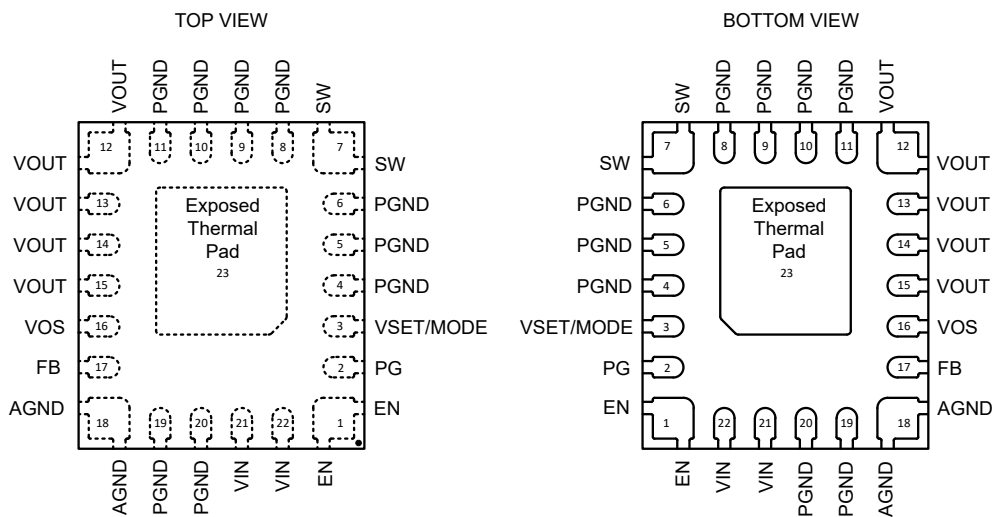 TOP VIEW
VOUT
PGND
PGND
PGND
PGND
SW
12
11
10
9
8
7
VOUT
SW
VOUT
13
6
PGND
VOUT
14
5
PGND
VOUT
15
4
PGND
VOS
16
3
VSET/MODE
FB
17
2
PG
AGND
EN
18
19
20
21
22
1
Exposed
Thermal
Pad
23
AGND
PGND
PGND
VIN
VIN
EN
BOTTOM VIEW
SW
PGND
PGND
PGND
PGND
VOUT
7
8
9
10
11
12
SW
VOUT
PGND
6
13
VOUT
PGND
5
14
VOUT
PGND
4
15
VOUT
VSET/MODE
3
16
VOS
PG
2
17
FB
EN
AGND
1
22
21
20
19
18
Exposed
Thermal
Pad
23
EN
VIN
VIN
PGND
PGND
AGND